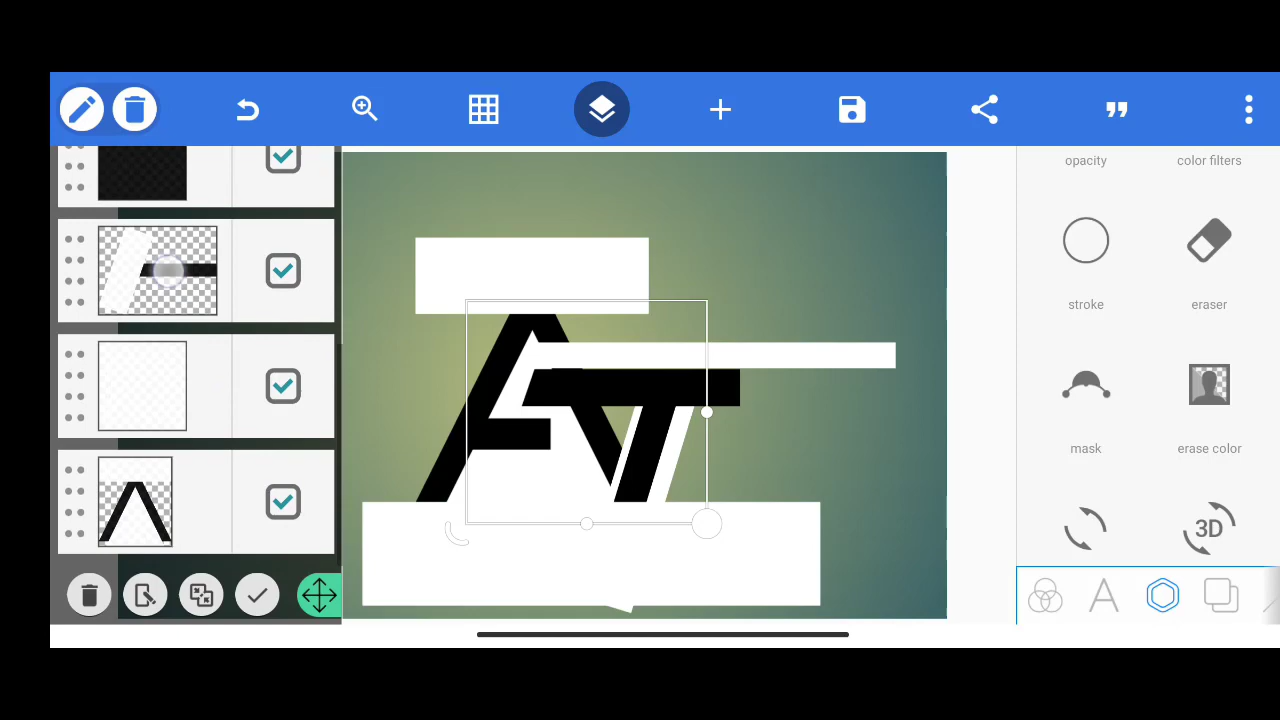 opacity
color filters
stroke
eraser
mask
erase color
3D